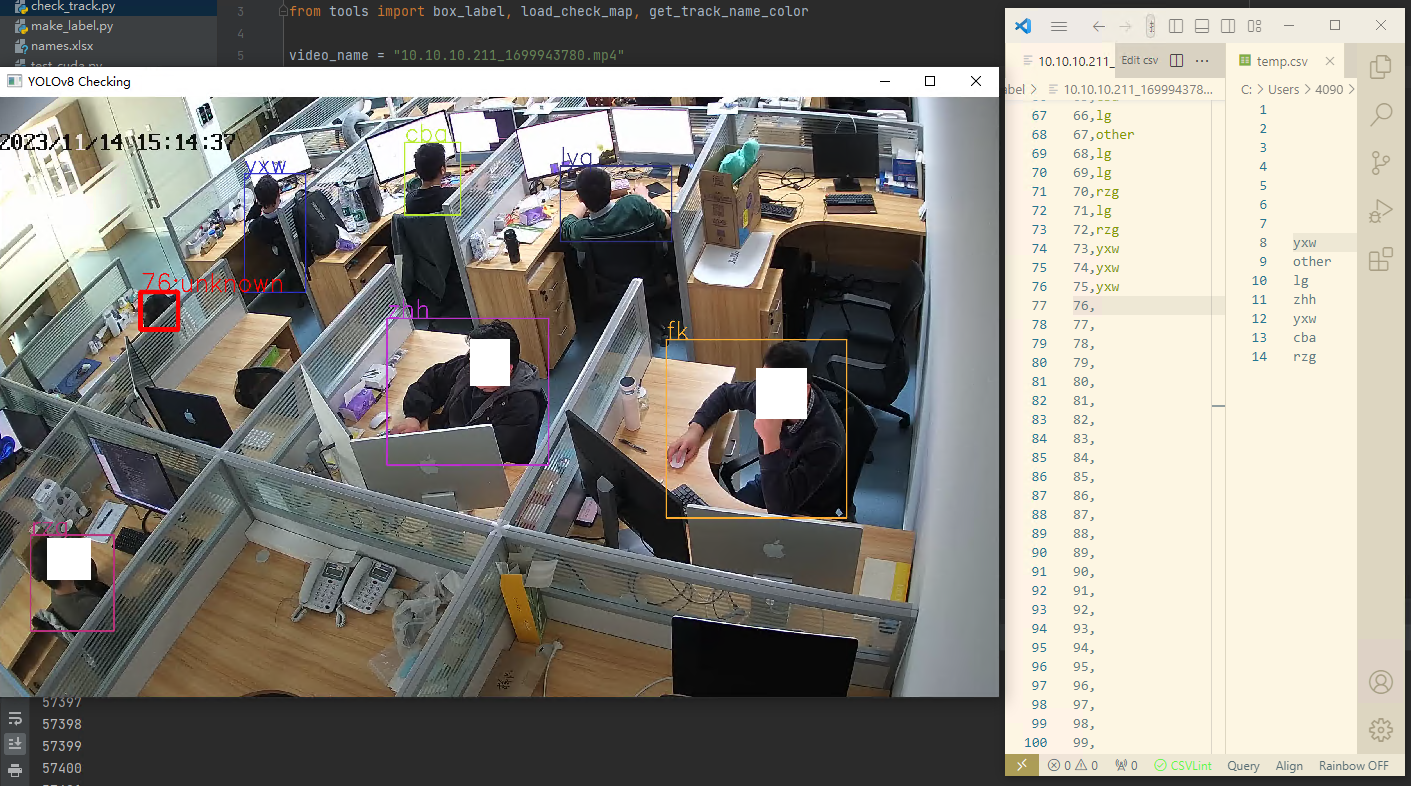 check_track.py
make_label.py
names.xlsx
test_cuda.py
3 from tools import box_label, load_check_map, get_track_name_color
4
5 video_name = "10.10.10.211_1699943780.mp4"
YOLOv8 Checking
2023/11/14 15:14:37
cba
yxw
lyq
76:unknown
zhh
fk
rzg
57397
57398
57399
57400
10.10.10.211_
Edit csv
temp.csv
abel > 10.10.10.211_169994378...
C: > Users > 4090 >
67 66,lg
68 67,other
69 68,lg
70 69,lg
71 70,rzg
72 71,lg
73 72,rzg
74 73,yxw
75 74,yxw
76 75,yxw
77 76,
78 77,
79 78,
80 79,
81 80,
82 81,
83 82,
84 83,
85 84,
86 85,
87 86,
88 87,
89 88,
90 89,
91 90,
92 91,
93 92,
94 93,
95 94,
96 95,
97 96,
98 97,
99 98,
100 99,
1
2
3
4
5
6
7
8 yxw
9 other
10 lg
11 zhh
12 yxw
13 cba
14 rzg
0 0 0 CSVLint Query Align Rainbow OFF